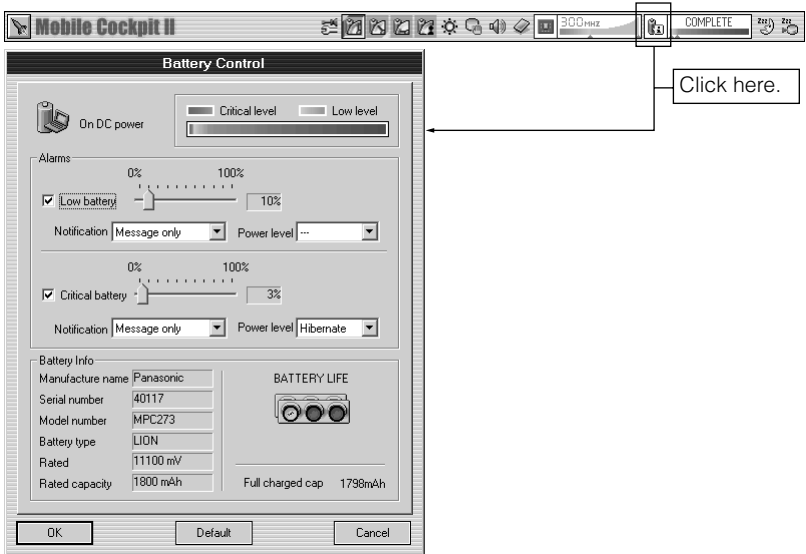 Mobile Cockpit II
300MHZ
COMPLETE
Click here.
Battery Control
On DC power
Critical level
Low level
Alarms
0% 100%
Low battery 10%
Notification Message only Power level ---
0% 100%
Critical battery 3%
Notification Message only Power level Hibernate
Battery Info
Manufacture name Panasonic
Serial number 40117
Model number MPC273
Battery type LION
Rated 11100 mV
Rated capacity 1800 mAh
BATTERY LIFE
Full charged cap 1798mAh
OK Default Cancel